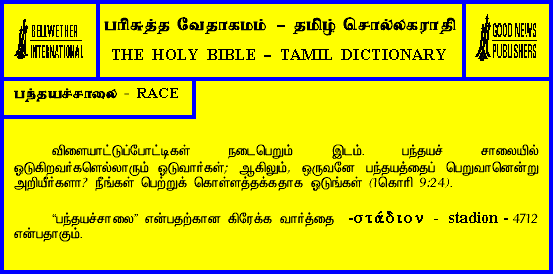 BELLWETHER
INTERNATIONAL
பரிசுத்த வேதாகமம் – தமிழ் சொல்லகராதி
THE HOLY BIBLE – TAMIL DICTIONARY
GOOD NEWS
PUBLISHERS
பந்தயச்சாலை - RACE
விளையாட்டுப்போட்டிகள் நடைபெறும் இடம். பந்தயச் சாலையில்
ஓடுகிறவர்களெல்லாரும் ஓடுவார்கள்; ஆகிலும், ஒருவனே பந்தயத்தைப் பெறுவானென்று
அறியீர்களா? நீங்கள் பெற்றுக் கொள்ளத்தக்கதாக ஓடுங்கள் (1கொரி 9:24).
“பந்தயச்சாலை” என்பதற்கான கிரேக்க வார்த்தை -στάδιον - stadion - 4712
என்பதாகும்.